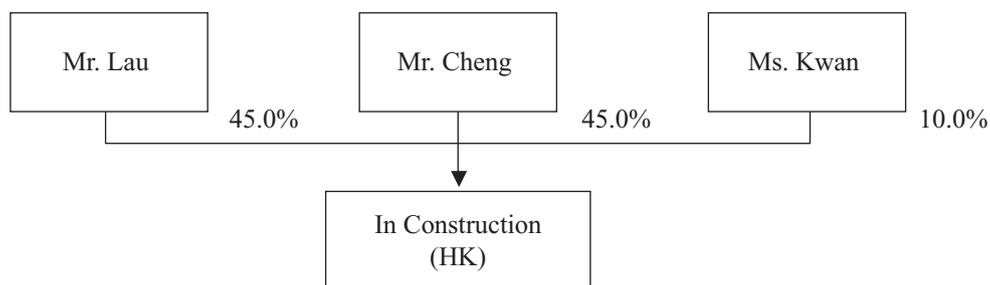 Mr. Lau
Mr. Cheng
Ms. Kwan
45.0%
45.0%
10.0%
In Construction
(HK)